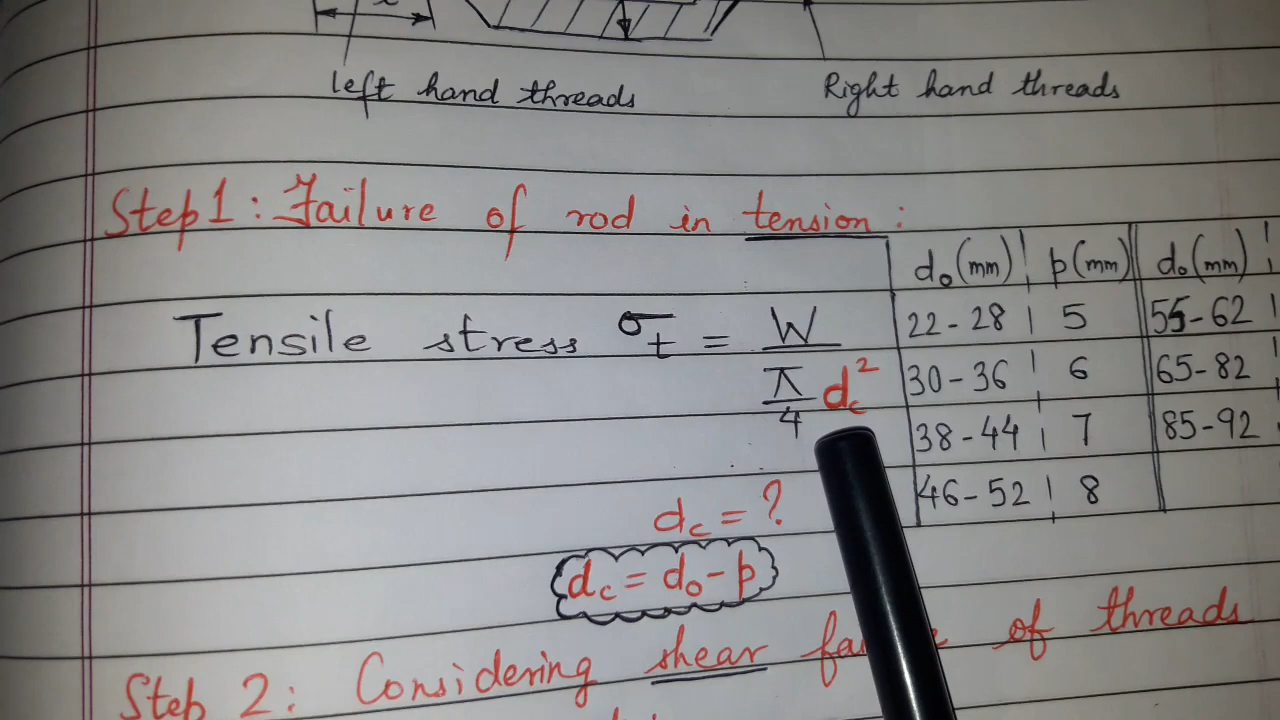 left hand threads
Right hand threads
Step 1: Failure of rod in tension:
Tensile stress σt = W / π/4 dc²
d₀(mm) p(mm) d₀(mm)
22-28 5 55-62
30-36 6 65-82
38-44 7 85-92
46-52 8
dc = ?
dc = d₀ - p
Step 2: Considering shear of threads